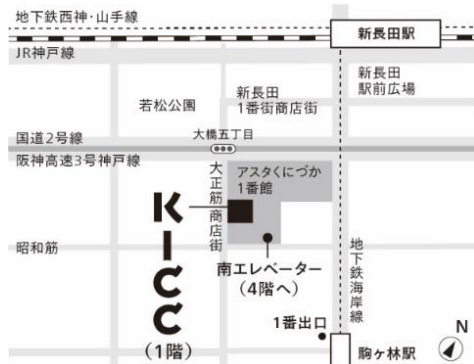 地下鉄西神・山手線
新長田駅
JR神戸線
新長田
駅前広場
新長田
1番街商店街
若松公園
大橋五丁目
国道2号線
阪神高速3号神戸線
アスタくにづか
1番館
大正筋商店街
KICC
(1階)
昭和筋
南エレベーター
(4階へ)
地下鉄海岸線
1番出口
駒ヶ林駅
N